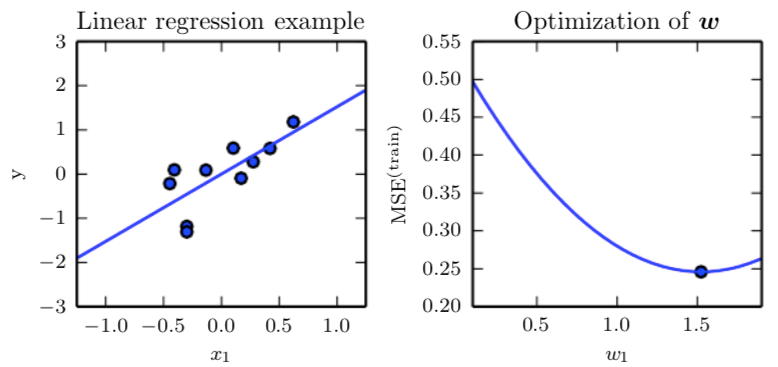 Linear regression example
3
2
1
0
−1
−2
−3
y
−1.0 −0.5 0.0 0.5 1.0
x1
Optimization of w
0.55
0.50
0.45
0.40
0.35
0.30
0.25
0.20
MSE(train)
0.5 1.0 1.5
w1